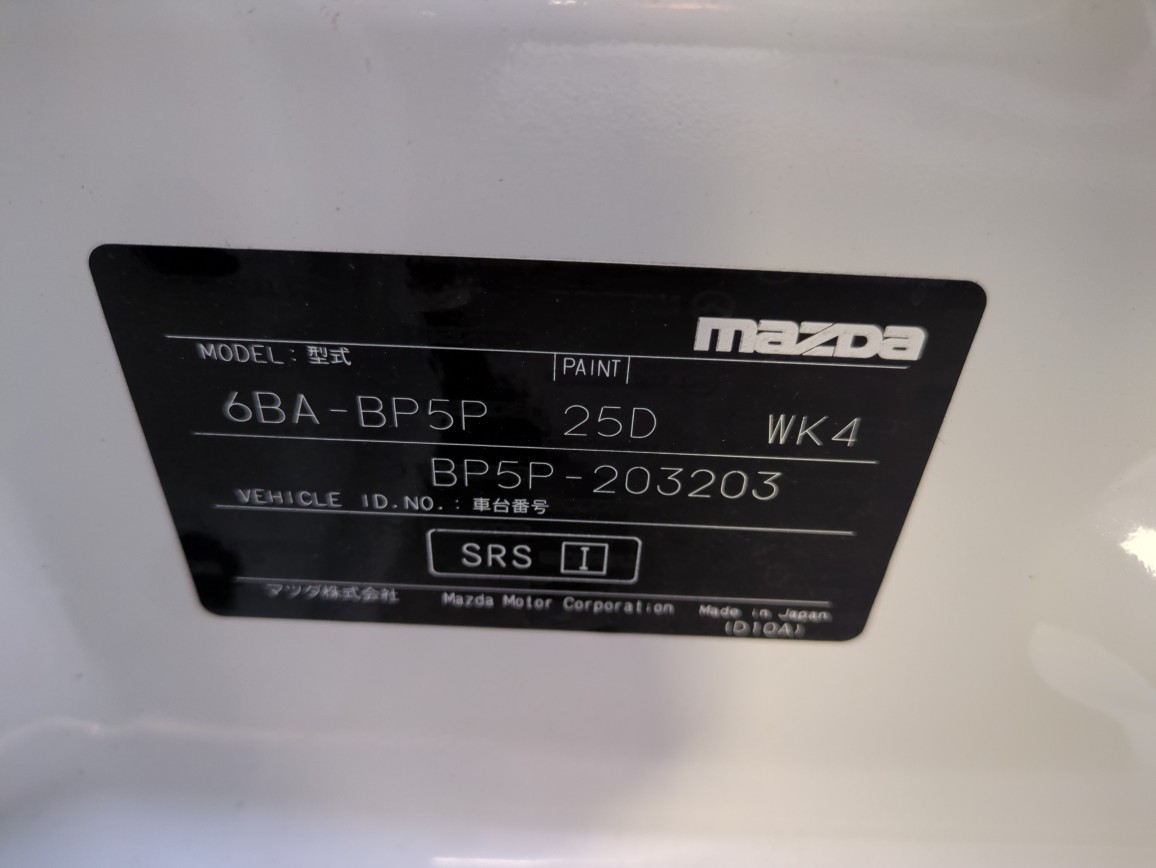 mazda
MODEL : 型式 PAINT
6BA-BP5P 25D WK4
BP5P-203203
VEHICLE ID.NO. : 車台番号
SRS I
マツダ株式会社 Mazda Motor Corporation Made in Japan
(D10A)